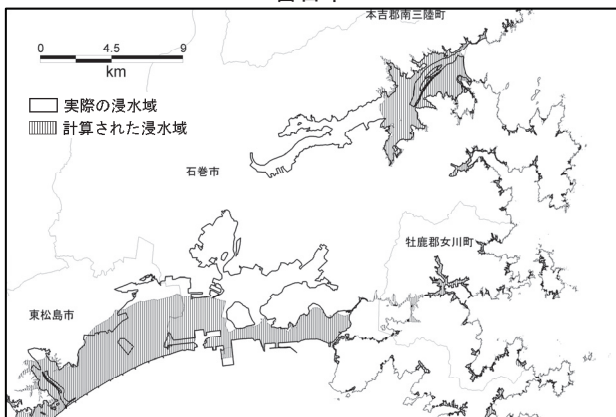 本吉郡南三陸町
0 4.5 9
km
実際の浸水域
計算された浸水域
石巻市
牡鹿郡女川町
東松島市